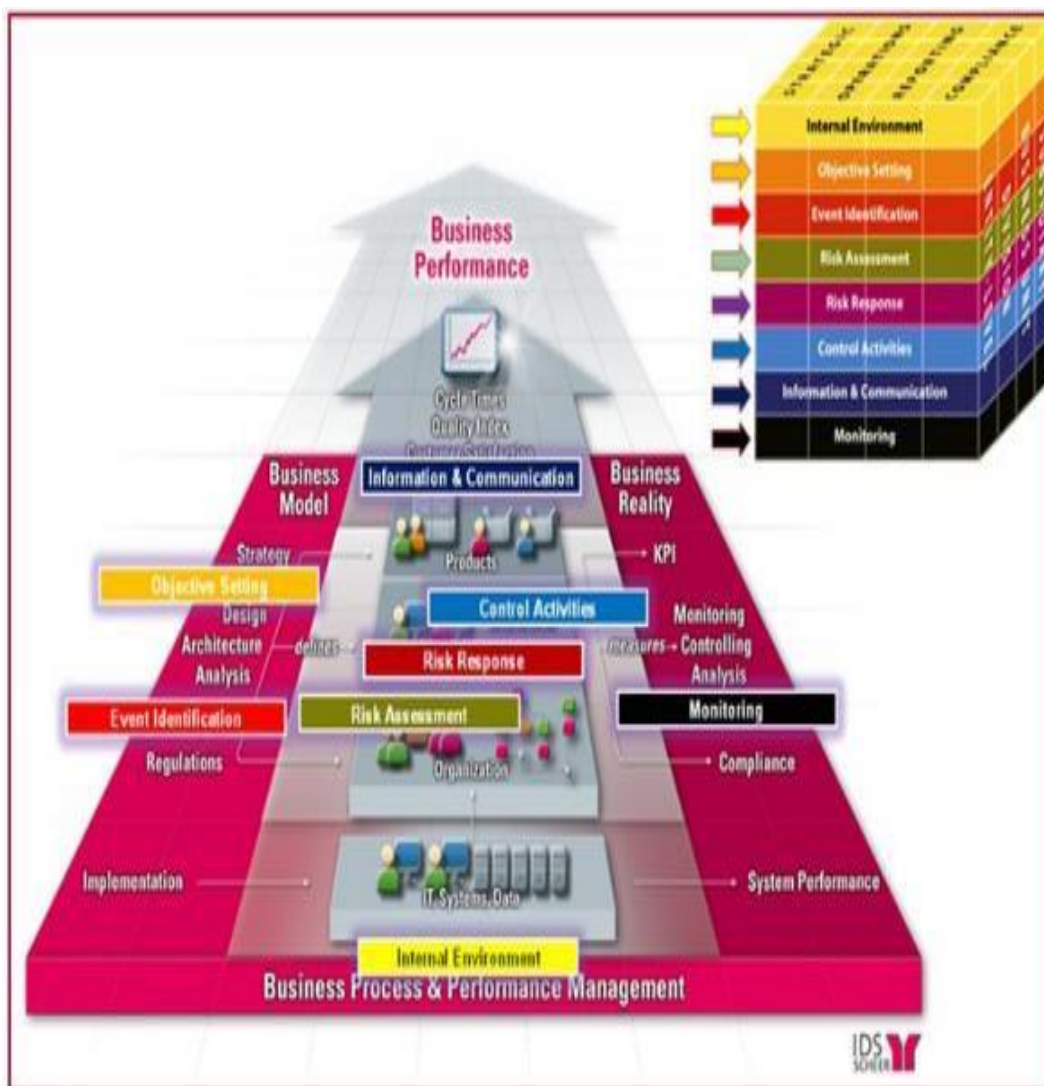 STRATEGIC
OPERATIONS
REPORTING
COMPLIANCE
Internal Environment
Objective Setting
Event Identification
Risk Assessment
Risk Response
Control Activities
Information & Communication
Monitoring
Business
Performance
Cycle Times
Quality Index
Customer Satisfaction
Business
Model
Information & Communication
Business
Reality
Strategy
Products
KPI
Objective Setting
Control Activities
Design
Architecture
Analysis
defines
Risk Response
measures
Monitoring
Controlling
Analysis
Event Identification
Risk Assessment
Monitoring
Regulations
Organization
Compliance
Implementation
IT Systems, Data
System Performance
Internal Environment
Business Process & Performance Management
IDS
SCHEER